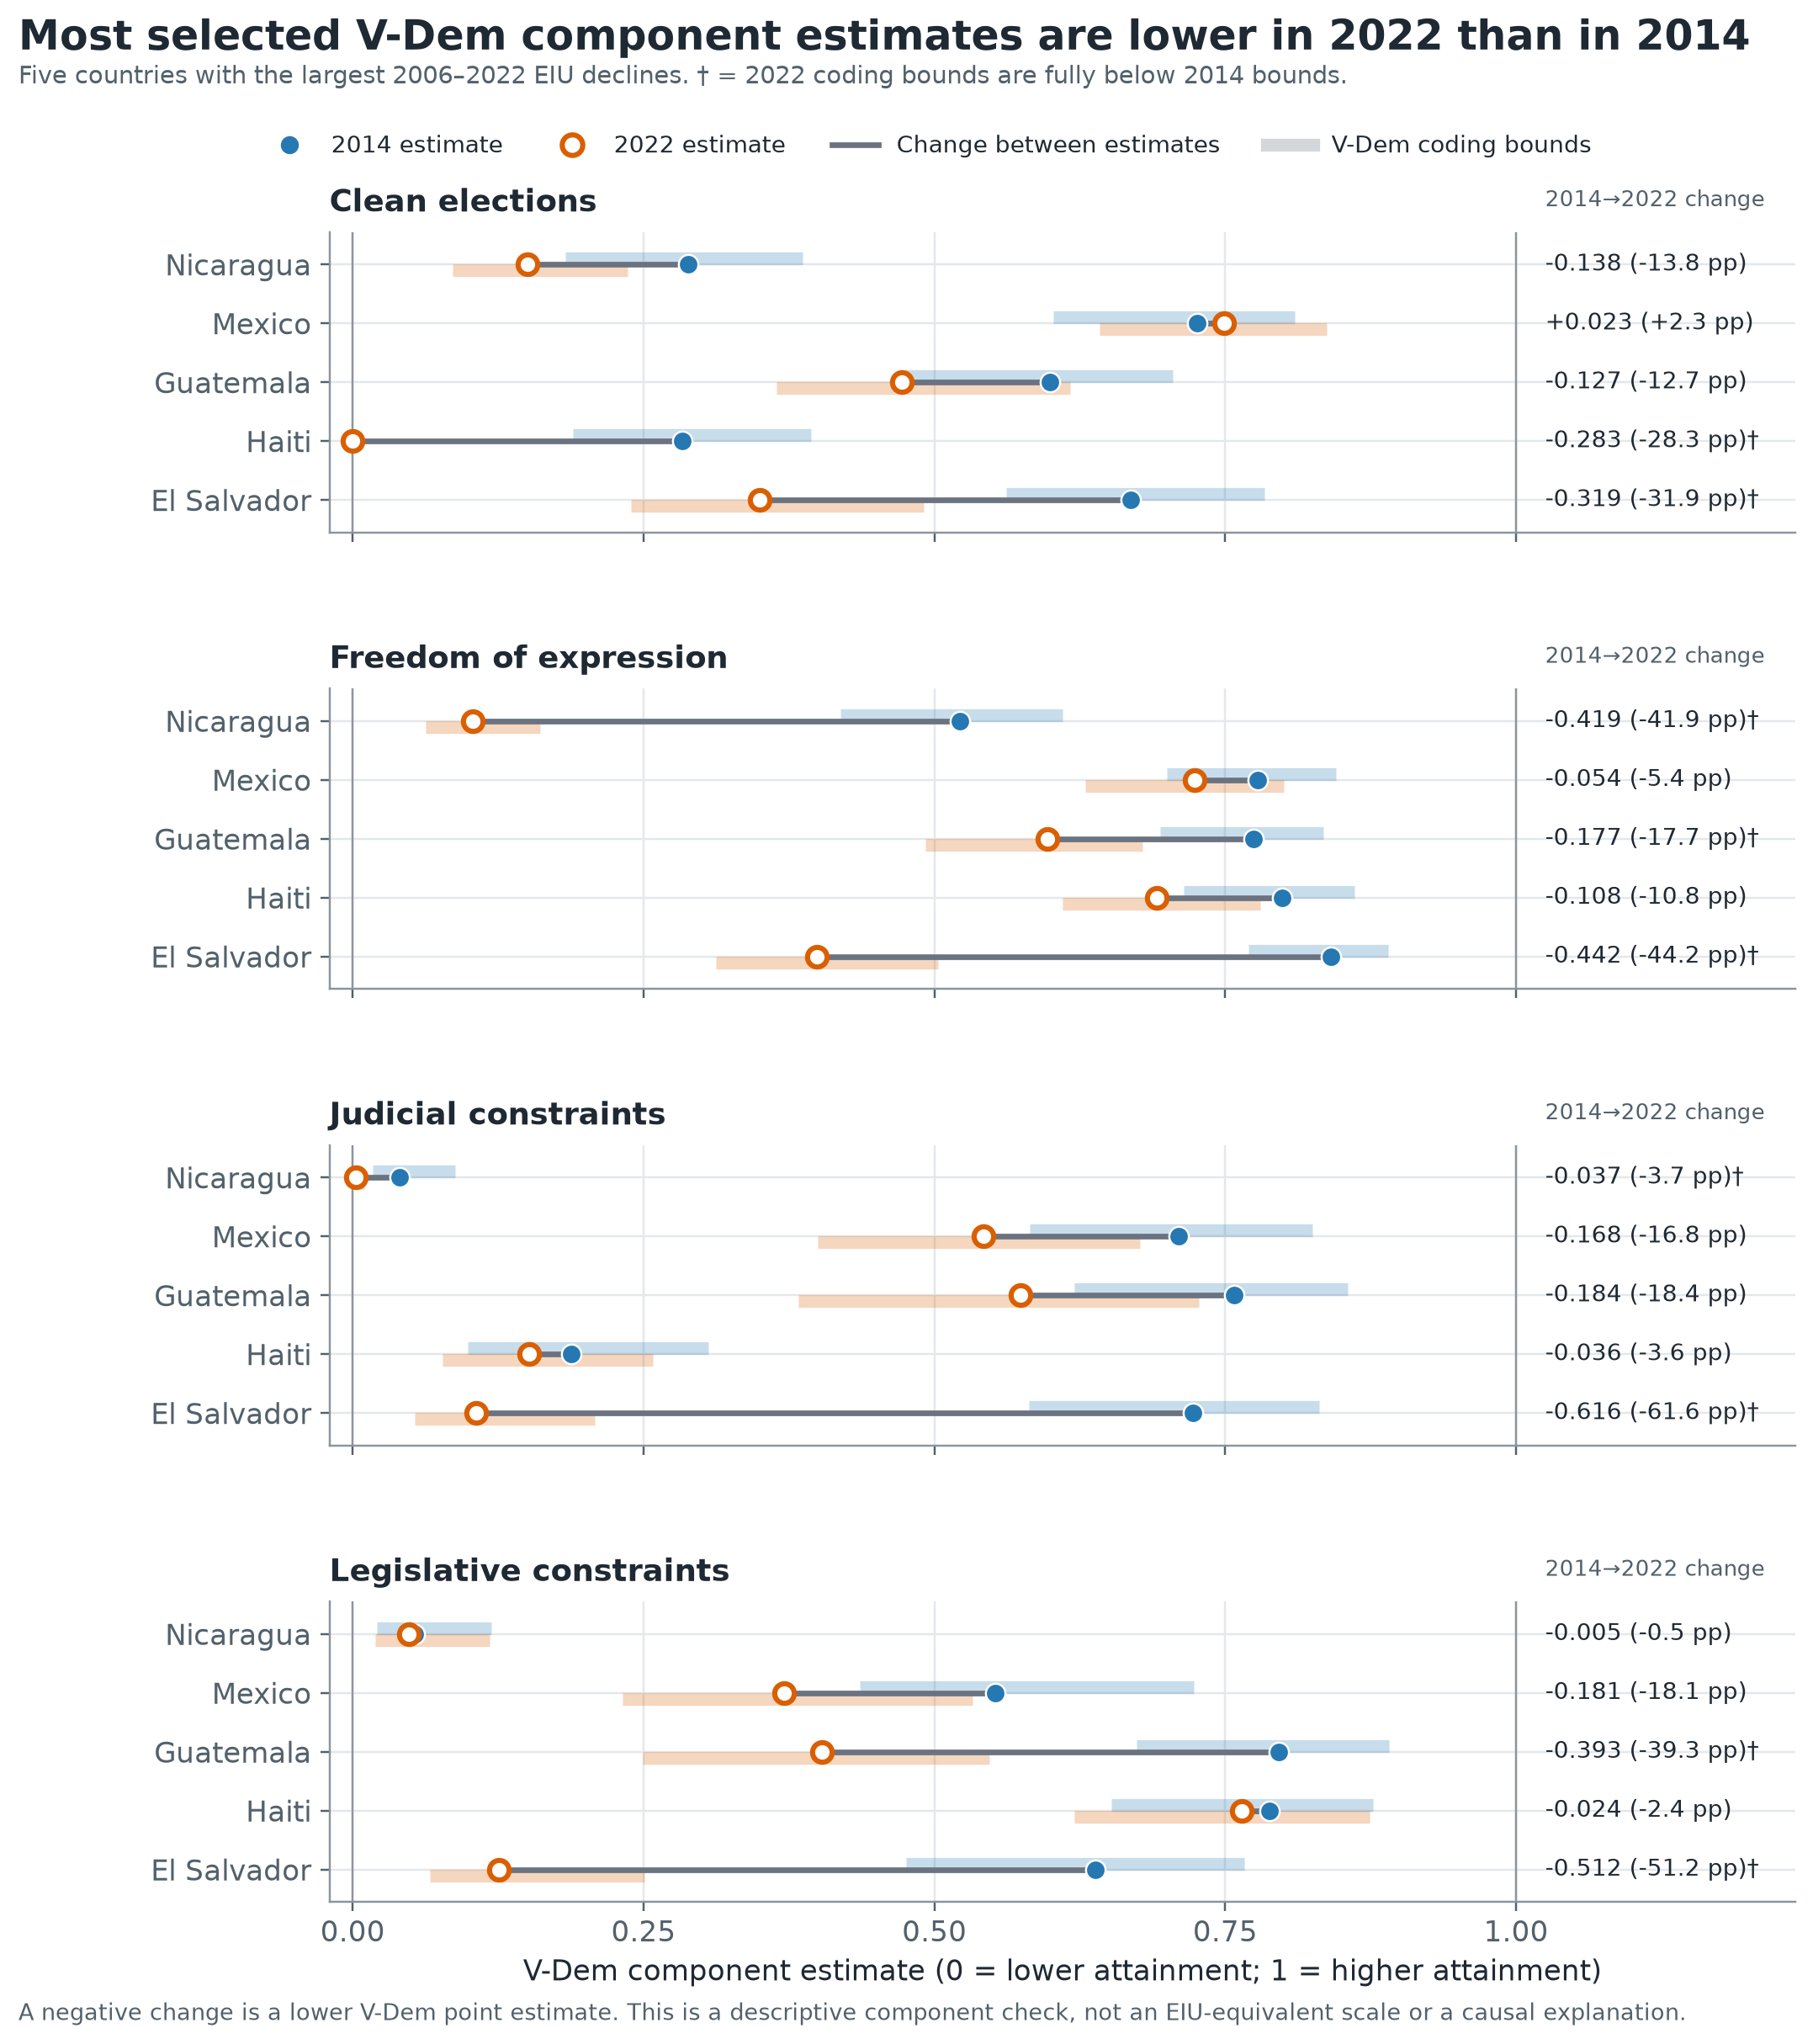 Most selected V-Dem component estimates are lower in 2022 than in 2014
Five countries with the largest 2006–2022 EIU declines. † = 2022 coding bounds are fully below 2014 bounds.
2014 estimate
2022 estimate
Change between estimates
V-Dem coding bounds
Clean elections
2014→2022 change
Nicaragua
-0.138 (-13.8 pp)
Mexico
+0.023 (+2.3 pp)
Guatemala
-0.127 (-12.7 pp)
Haiti
-0.283 (-28.3 pp)†
El Salvador
-0.319 (-31.9 pp)†
Freedom of expression
2014→2022 change
Nicaragua
-0.419 (-41.9 pp)†
Mexico
-0.054 (-5.4 pp)
Guatemala
-0.177 (-17.7 pp)†
Haiti
-0.108 (-10.8 pp)
El Salvador
-0.442 (-44.2 pp)†
Judicial constraints
2014→2022 change
Nicaragua
-0.037 (-3.7 pp)†
Mexico
-0.168 (-16.8 pp)
Guatemala
-0.184 (-18.4 pp)
Haiti
-0.036 (-3.6 pp)
El Salvador
-0.616 (-61.6 pp)†
Legislative constraints
2014→2022 change
Nicaragua
-0.005 (-0.5 pp)
Mexico
-0.181 (-18.1 pp)
Guatemala
-0.393 (-39.3 pp)†
Haiti
-0.024 (-2.4 pp)
El Salvador
-0.512 (-51.2 pp)†
0.00
0.25
0.50
0.75
1.00
V-Dem component estimate (0 = lower attainment; 1 = higher attainment)
A negative change is a lower V-Dem point estimate. This is a descriptive component check, not an EIU-equivalent scale or a causal explanation.